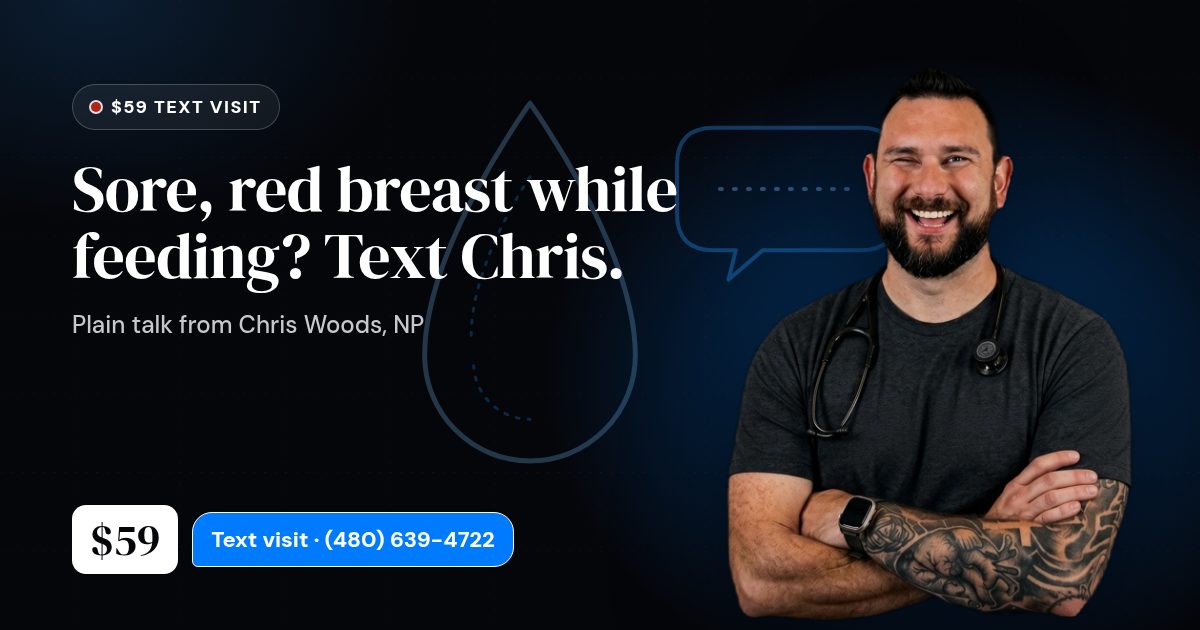 $59 TEXT VISIT
Sore, red breast while
feeding? Text Chris.
Plain talk from Chris Woods, NP
$59
Text visit · (480) 639-4722